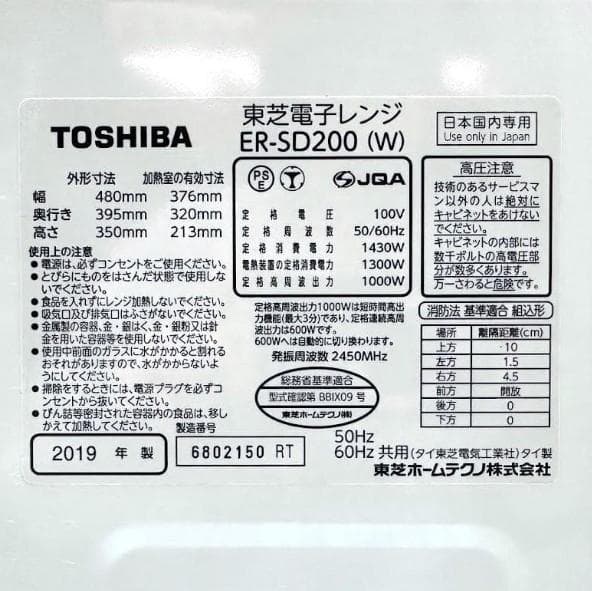 TOSHIBA
東芝電子レンジ
ER-SD200 (W)
日本国内専用
Use only in Japan
外形寸法 加熱室の有効寸法
幅 480mm 376mm
奥行き 395mm 320mm
高さ 350mm 213mm
使用上の注意
●電源は、必ずコンセントをご使用ください。
●とびらにものをはさんだ状態で使用しな
いでください。
●食品を入れずにレンジ加熱しないでください。
●吸気口及び排気口はふさがないでください。
●金属製の容器、金・銀はく、金・銀粉又は針
金を用いた容器等を使用しないでください。
●使用中前面のガラスに水がかかると割れる
おそれがありますので、水がかからないよ
うにしてください。
●掃除をするときには、電源プラグを必ずコ
ンセントから抜いてください。
●びん詰等密封された容器内の食品は、移し
かえて加熱してください。
2019 年 製
製造番号
6802150 RT
PS
E
JQA
定格電圧 100V
定格周波数 50/60Hz
定格消費電力 1430W
電熱装置の定格消費電力 1300W
定格高周波出力 1000W
定格高周波出力1000Wは短時間高出
力機能(最大3分)であり、定格連続高周
波出力は600Wです。
600Wへは自動的に切り換わります。
発振周波数 2450MHz
総務省基準適合
型式確認第 BBIX09 号
東芝ホームテクノ(株)
高圧注意
技術のあるサービスマ
ン以外の人は絶対に
キャビネットをあけない
でください。
キャビネットの内部には
数千ボルトの高電圧部
分が数多くあります。
万一さわると危険です。
消防法 基準適合 組込形
場所 離隔距離(cm)
上方 10
左方 1.5
右方 4.5
前方 開放
後方 0
下方 0
50Hz
60Hz 共用 (タイ東芝電気工業社)タイ製
東芝ホームテクノ株式会社